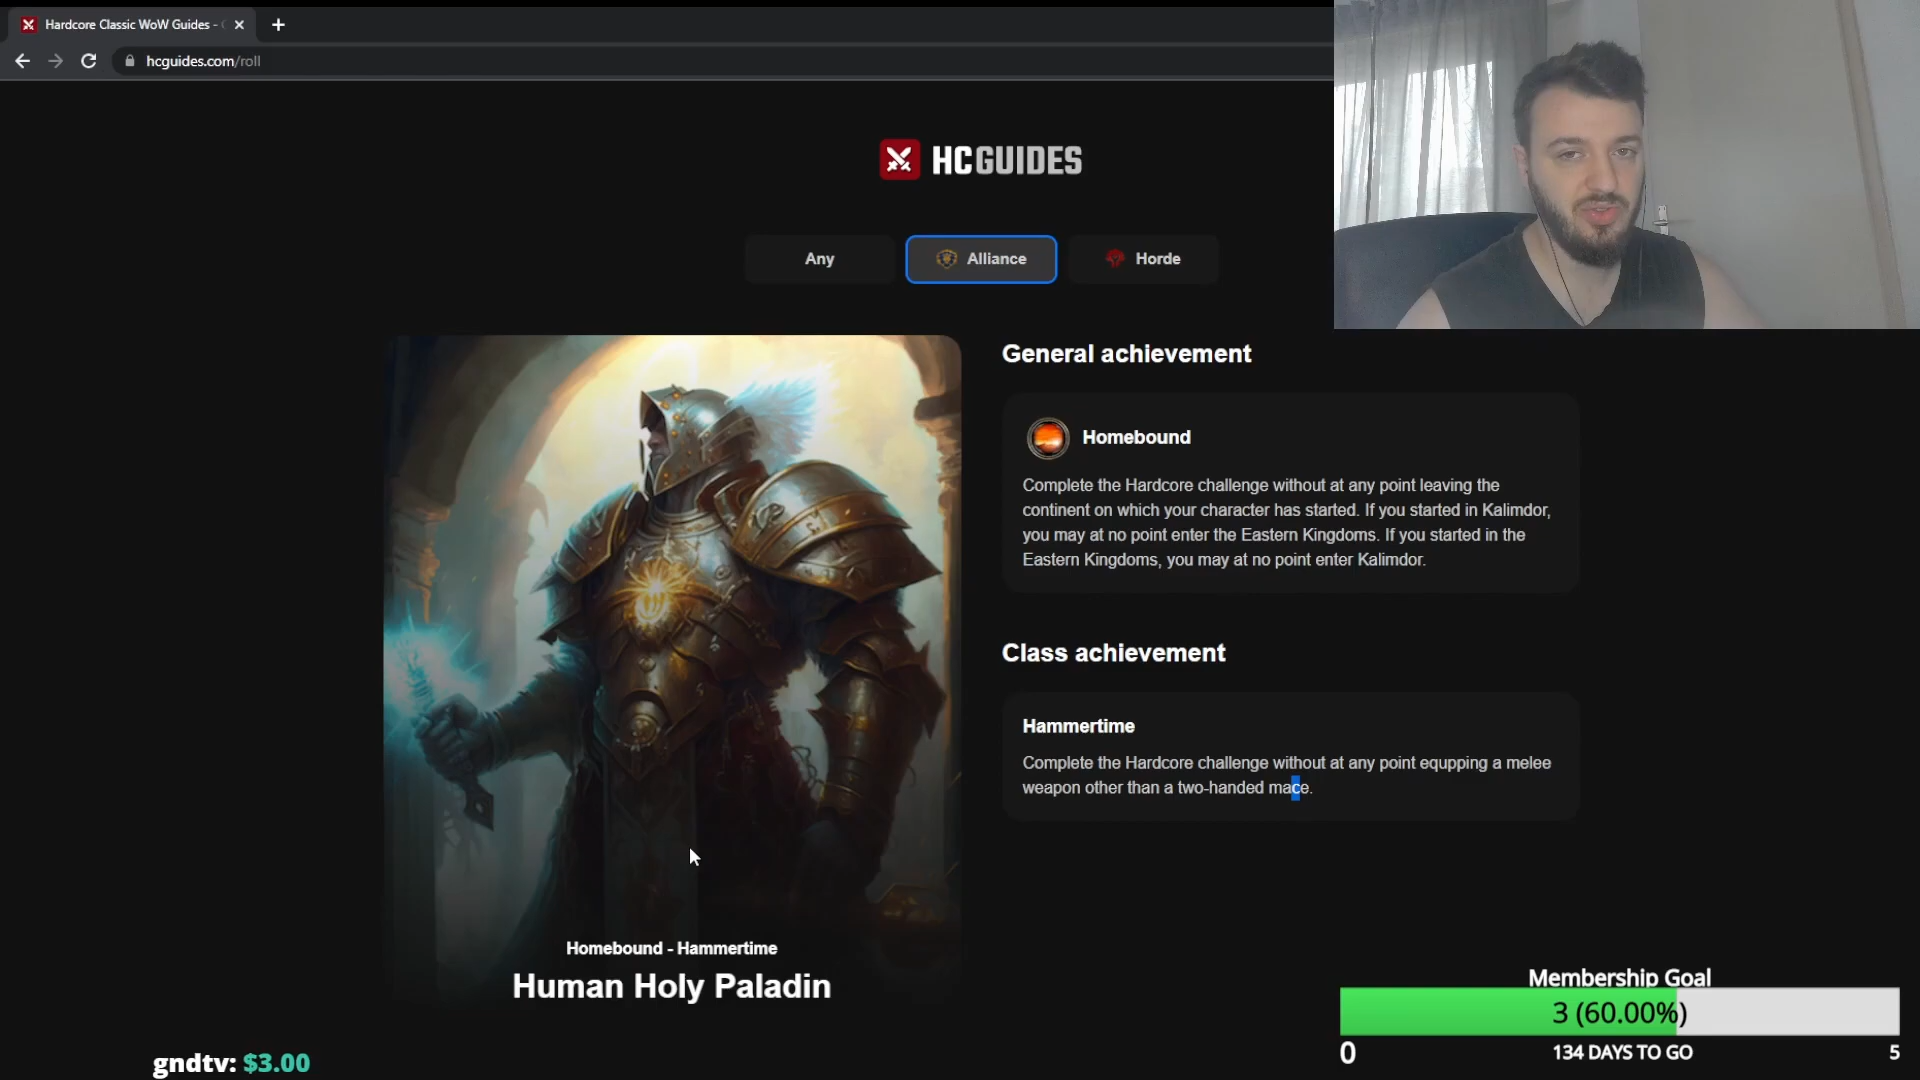 Hardcore Classic WoW Guides -
hcguides.com/roll
HCGUIDES
Any
Alliance
Horde
General achievement
Homebound
Complete the Hardcore challenge without at any point leaving the
continent on which your character has started. If you started in Kalimdor,
you may at no point enter the Eastern Kingdoms. If you started in the
Eastern Kingdoms, you may at no point enter Kalimdor.
Class achievement
Hammertime
Complete the Hardcore challenge without at any point equpping a melee
weapon other than a two-handed mace.
Homebound - Hammertime
Human Holy Paladin
Membership Goal
3 (60.00%)
0
134 DAYS TO GO
5
gndtv: $3.00